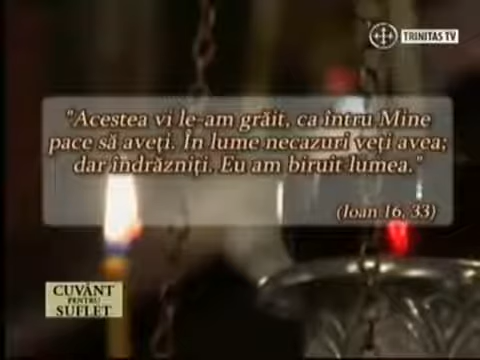 TRINITAS TV
"Acestea vi le-am grăit, ca întru Mine
pace să aveţi. În lume necazuri veţi avea;
dar îndrăzniţi. Eu am biruit lumea."
(Ioan 16, 33)
CUVÂNT
PENTRU
SUFLET